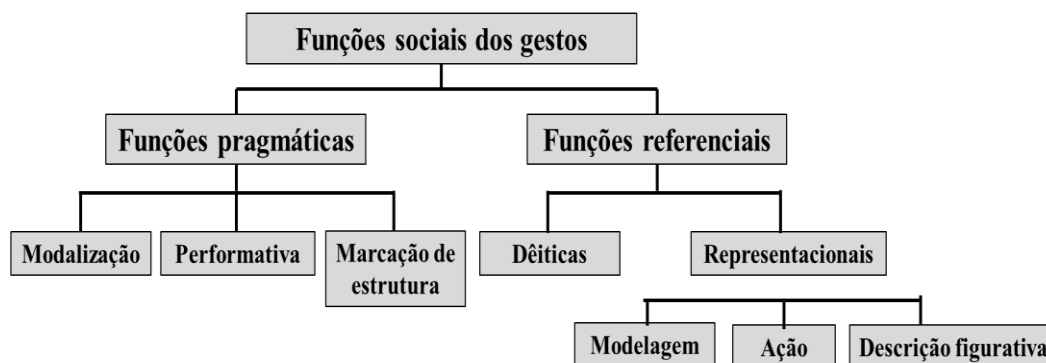 Funções sociais dos gestos
Funções pragmáticas
Funções referenciais
Modalização
Performativa
Marcação de
estrutura
Dêiticas
Representacionais
Modelagem
Ação
Descrição figurativa